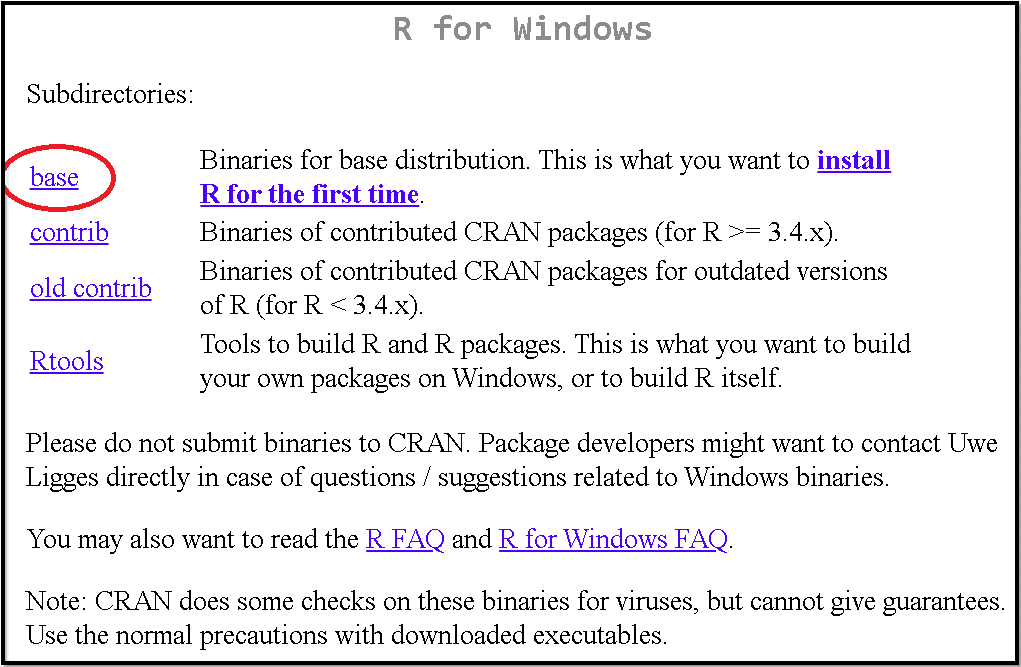 R for Windows
Subdirectories:
base
Binaries for base distribution. This is what you want to install
R for the first time.
contrib
Binaries of contributed CRAN packages (for R >= 3.4.x).
old contrib
Binaries of contributed CRAN packages for outdated versions
of R (for R < 3.4.x).
Rtools
Tools to build R and R packages. This is what you want to build
your own packages on Windows, or to build R itself.
Please do not submit binaries to CRAN. Package developers might want to contact Uwe
Ligges directly in case of questions / suggestions related to Windows binaries.
You may also want to read the R FAQ and R for Windows FAQ.
Note: CRAN does some checks on these binaries for viruses, but cannot give guarantees.
Use the normal precautions with downloaded executables.